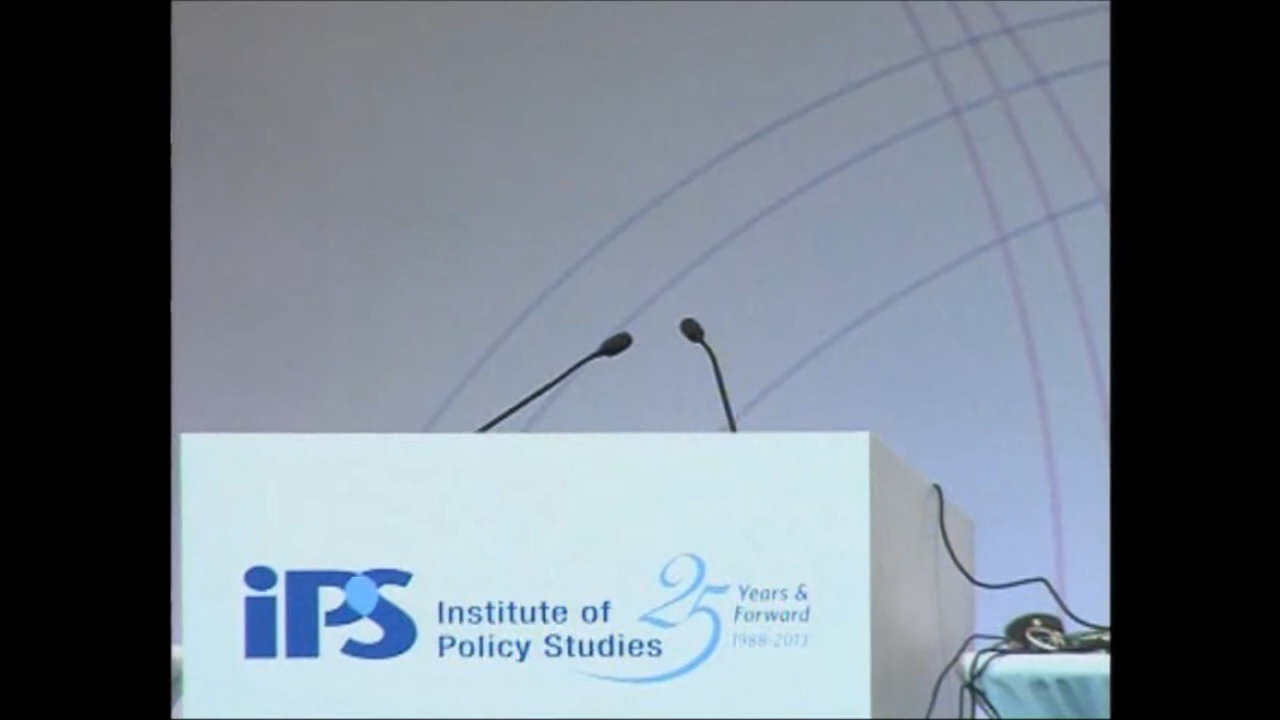 iPS
Institute of
Policy Studies
25
Years &
Forward
1988-2013